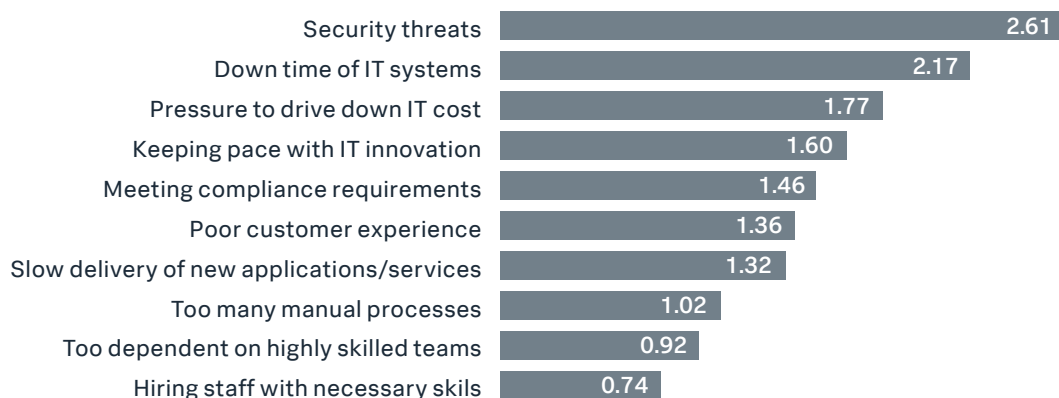 Security threats 2.61
Down time of IT systems 2.17
Pressure to drive down IT cost 1.77
Keeping pace with IT innovation 1.60
Meeting compliance requirements 1.46
Poor customer experience 1.36
Slow delivery of new applications/services 1.32
Too many manual processes 1.02
Too dependent on highly skilled teams 0.92
Hiring staff with necessary skils 0.74